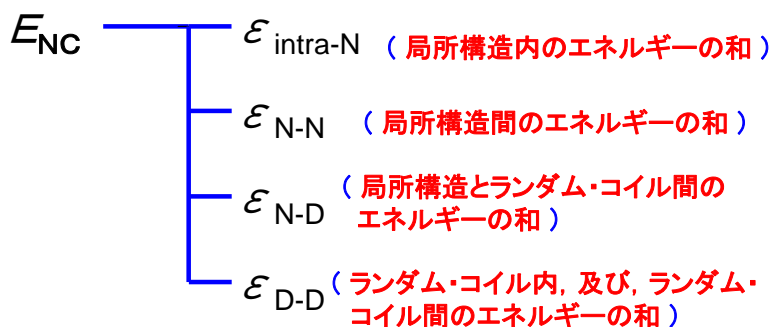 E NC ε intra-N ( 局所構造内のエネルギーの和 )
ε N-N ( 局所構造間のエネルギーの和 )
ε N-D ( 局所構造とランダム・コイル間の
エネルギーの和 )
ε D-D ( ランダム・コイル内, 及び, ランダム・
コイル間のエネルギーの和 )